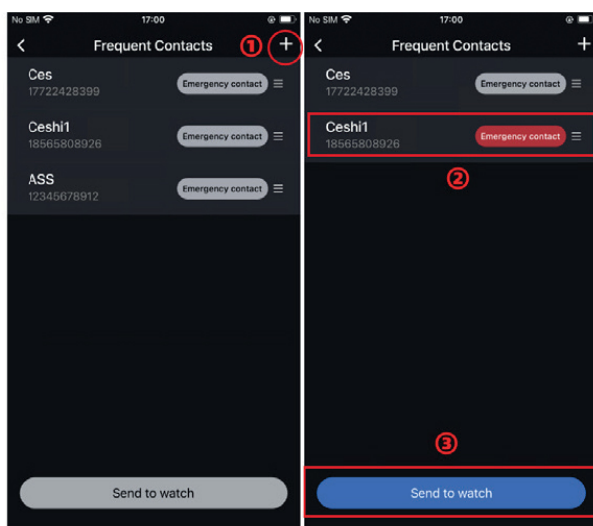 No SIM 17:00
Frequent Contacts ① +
Ces
17722428399
Emergency contact
Ceshi1
18565808926
Emergency contact
ASS
12345678912
Emergency contact
Send to watch
No SIM 17:00
Frequent Contacts +
Ces
17722428399
Emergency contact
Ceshi1
18565808926
Emergency contact
②
③
Send to watch